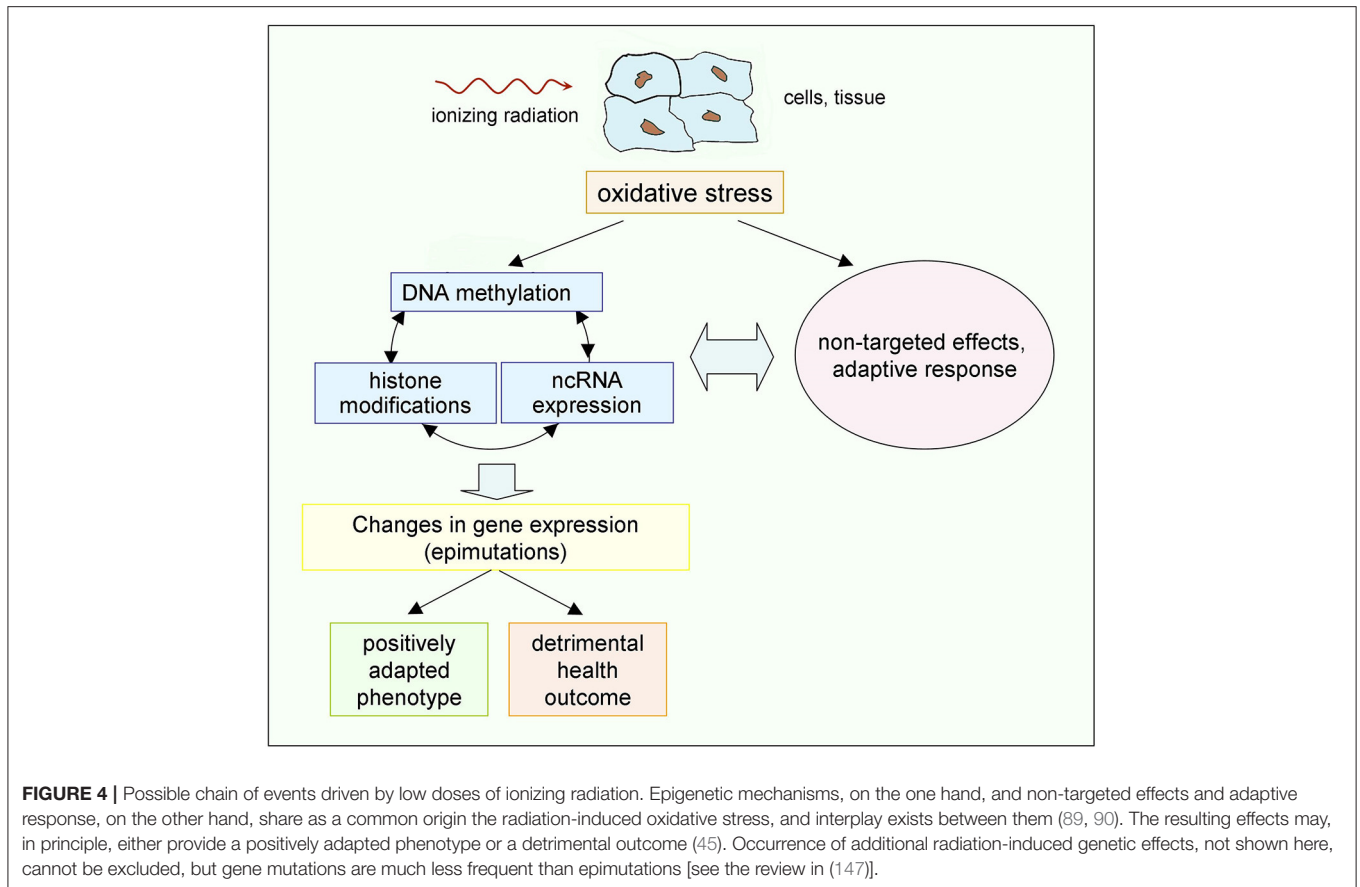 ionizing radiation
cells, tissue
oxidative stress
DNA methylation
histone
modifications
ncRNA
expression
non-targeted effects,
adaptive response
Changes in gene expression
(epimutations)
positively
adapted
phenotype
detrimental
health
outcome
FIGURE 4 | Possible chain of events driven by low doses of ionizing radiation. Epigenetic mechanisms, on the one hand, and non-targeted effects and adaptive
response, on the other hand, share as a common origin the radiation-induced oxidative stress, and interplay exists between them (89, 90). The resulting effects may,
in principle, either provide a positively adapted phenotype or a detrimental outcome (45). Occurrence of additional radiation-induced genetic effects, not shown here,
cannot be excluded, but gene mutations are much less frequent than epimutations [see the review in (147)].